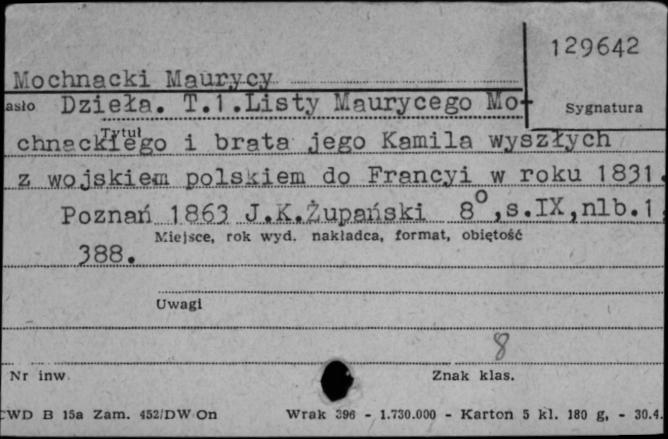 129642
Mochnacki Maurycy
asło Dzieła. T.1.Listy Maurycego Mo-
Sygnatura
Tytuł
chnackiego i brata jego Kamila wyszłych
z wojskiem polskiem do Francyi w roku 1831.
Poznań 1863 J.K.Żupański 8°,s.IX,nlb.1,
Miejsce, rok wyd. nakładca, format, objętość
388.
Uwagi
8
Nr inw.
Znak klas.
CWD B 15a Zam. 452/DW On Wrak 396 - 1.730.000 - Karton 5 kl. 180 g, - 30.4.